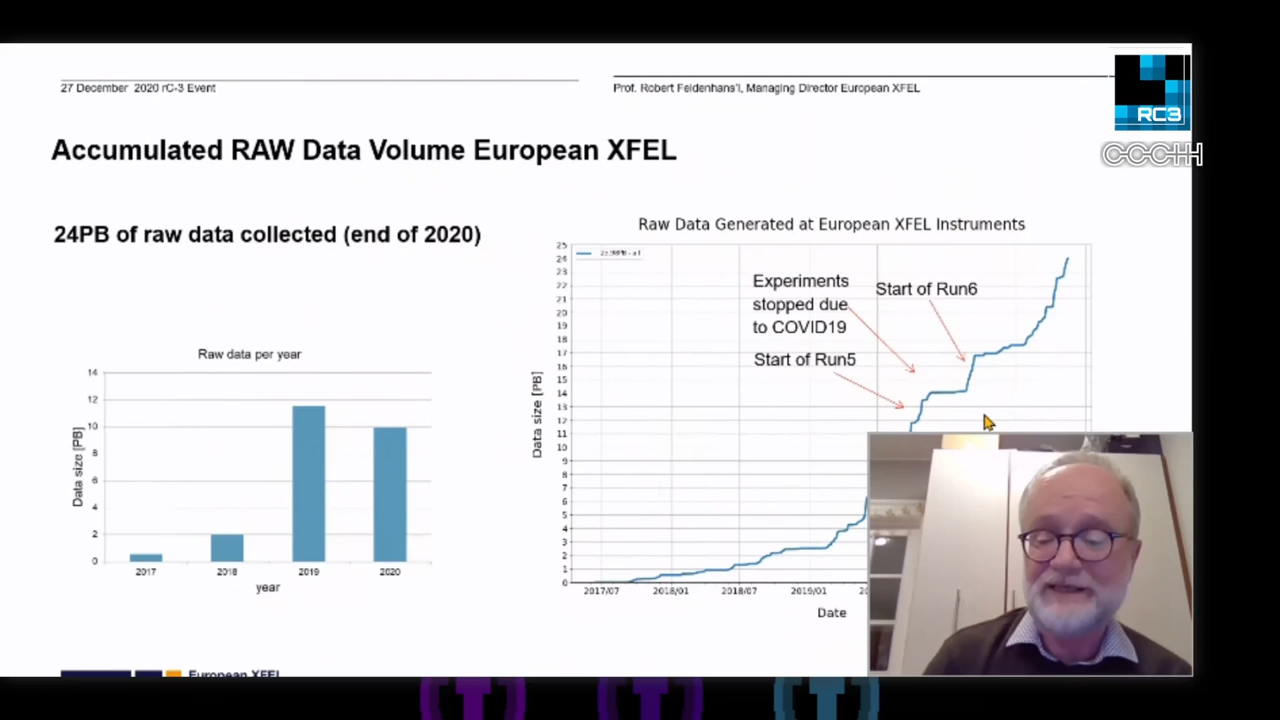 27 December 2020 rC-3 Event
Prof. Robert Feidenhans'l, Managing Director European XFEL
RC3
CCCHH
Accumulated RAW Data Volume European XFEL
24PB of raw data collected (end of 2020)
Raw data per year
14
12
10
8
6
4
2
0
Data size [PB]
2017 2018 2019 2020
year
Raw Data Generated at European XFEL Instruments
25
24
23
22
21
20
19
18
17
16
15
14
13
12
11
10
9
8
7
6
5
4
3
2
1
0
Data size [PB]
Experiments
stopped due
to COVID19
Start of Run6
Start of Run5
2017/07 2018/01 2018/07 2019/01
Date
European XFEL